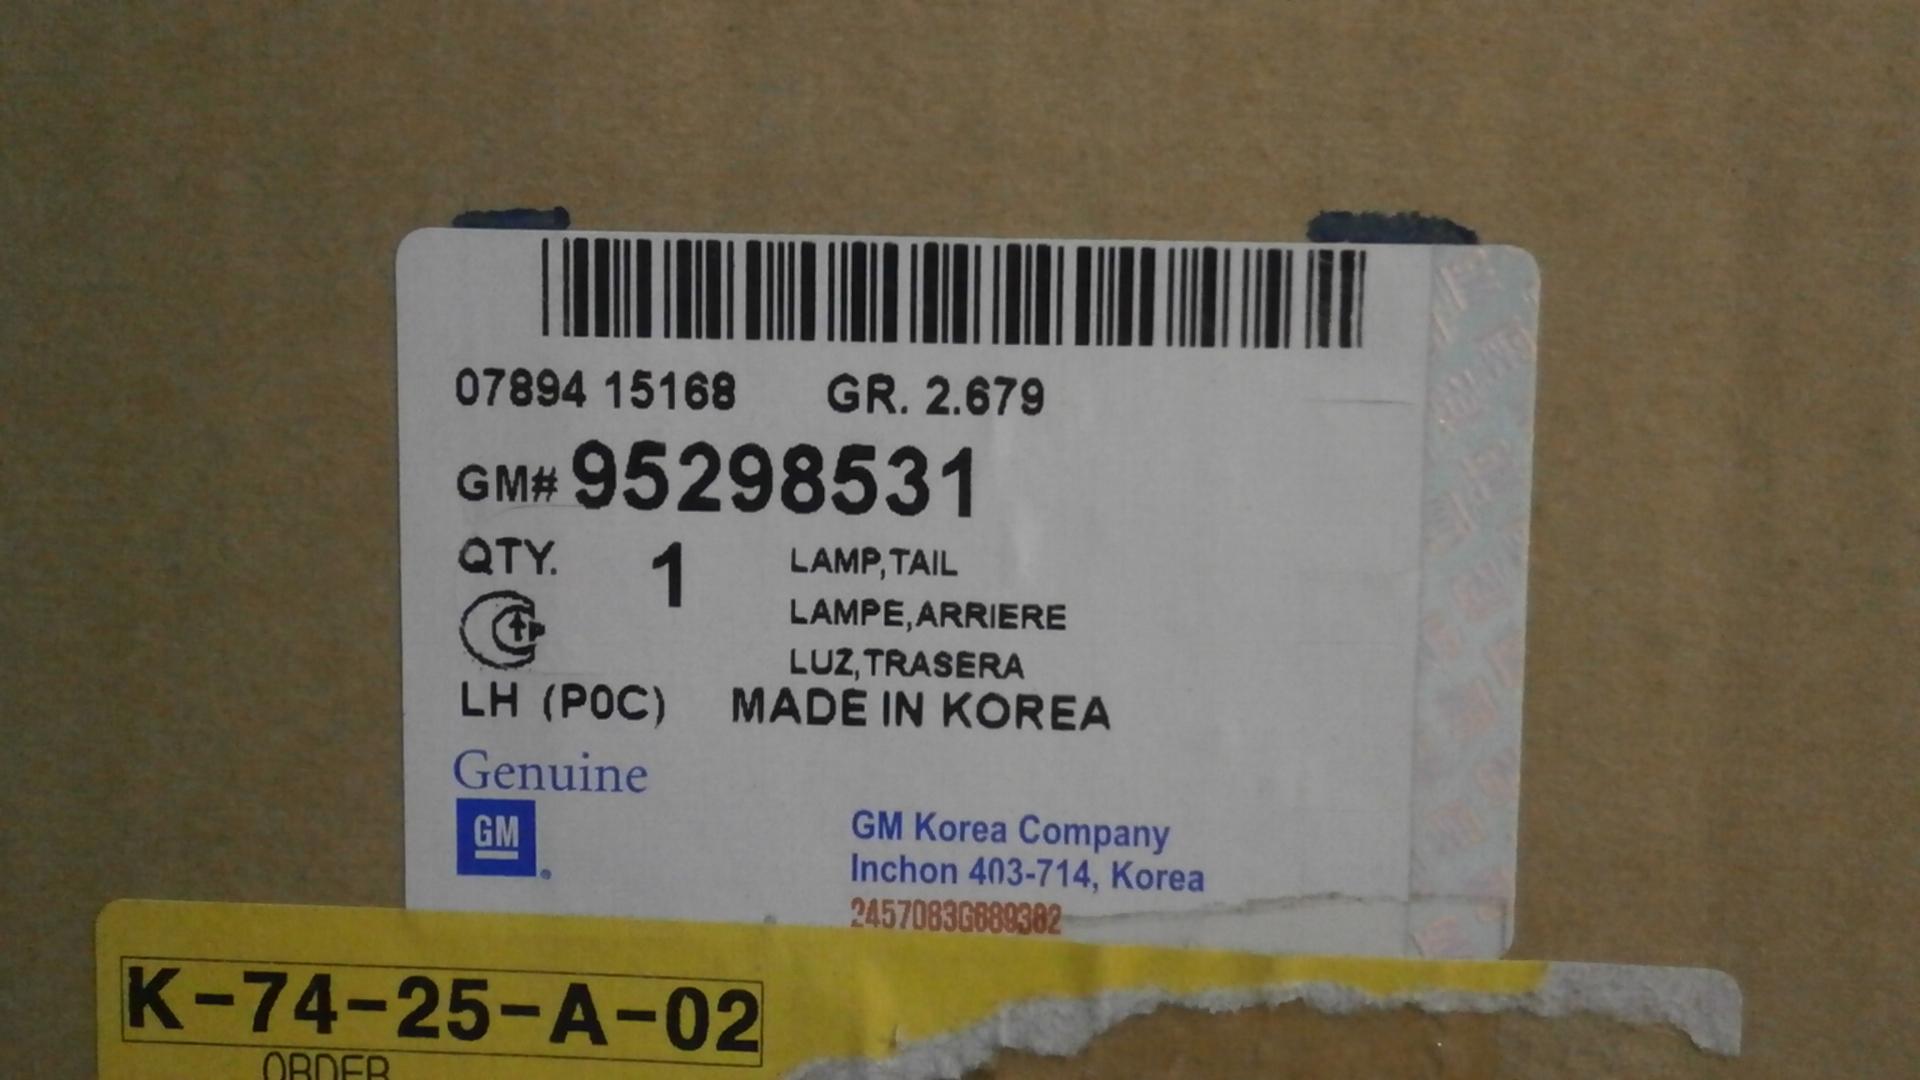 07894 15168 GR. 2.679
GM# 95298531
QTY. 1 LAMP,TAIL
LAMPE,ARRIERE
LUZ,TRASERA
LH (P0C) MADE IN KOREA
Genuine
GM
GM Korea Company
Inchon 403-714, Korea
2457083G689382
K-74-25-A-02
ORDER